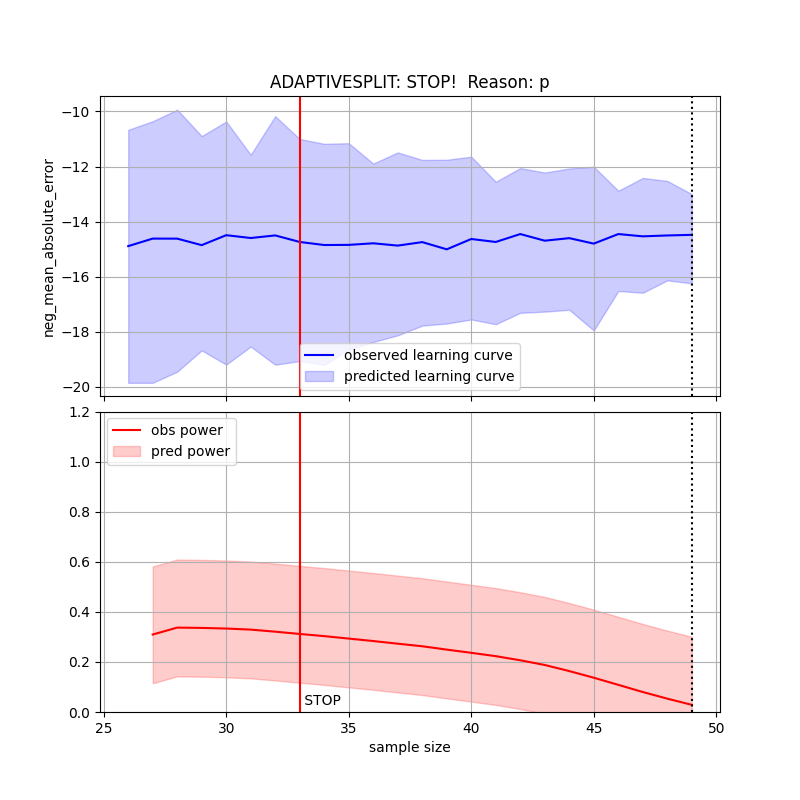 ADAPTIVESPLIT: STOP!  Reason: p
neg_mean_absolute_error
−10
−12
−14
−16
−18
−20
observed learning curve
predicted learning curve
1.2
1.0
0.8
0.6
0.4
0.2
0.0
obs power
pred power
STOP
25
30
35
40
45
50
sample size